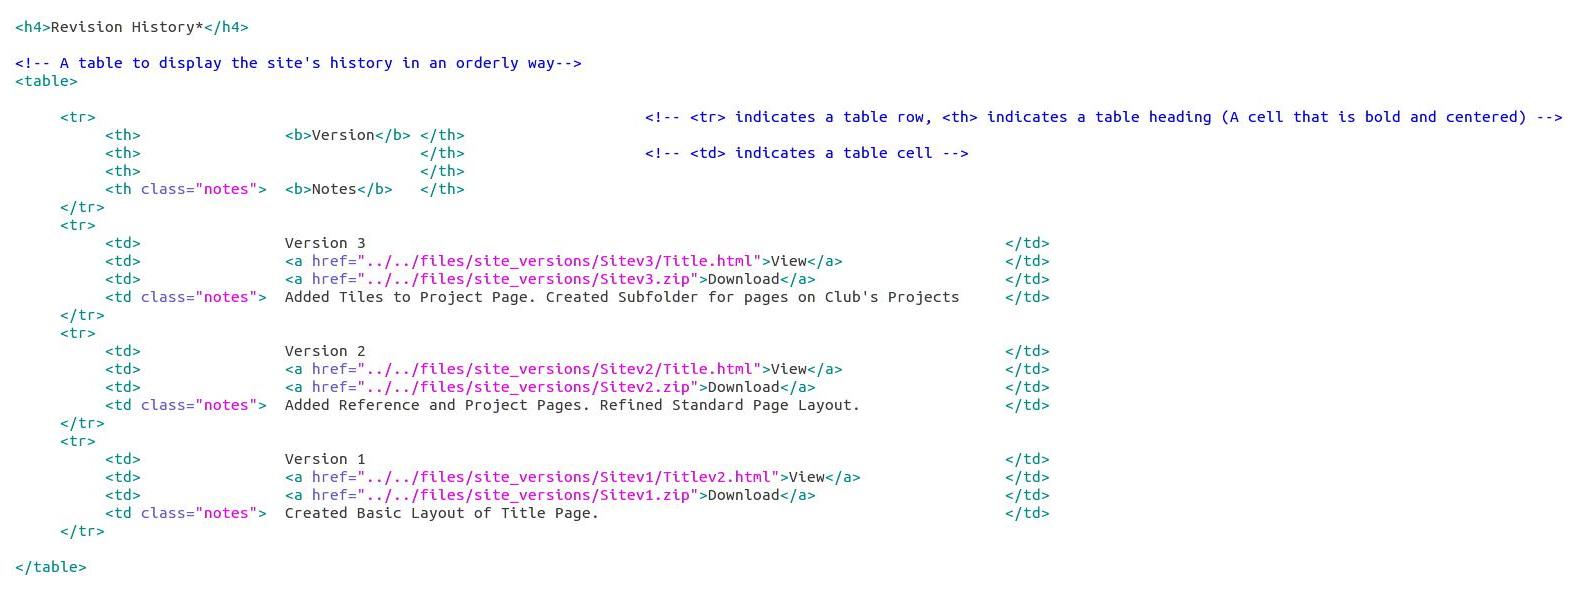 <h4>Revision History*</h4>
<!-- A table to display the site's history in an orderly way-->
<table>
<tr> <!-- <tr> indicates a table row, <th> indicates a table heading (A cell that is bold and centered) -->
<th> <b>Version</b> </th>
<th> </th> <!-- <td> indicates a table cell -->
<th> </th>
<th class="notes"> <b>Notes</b> </th>
</tr>
<tr>
<td> Version 3 </td>
<td> <a href="../../files/site_versions/Sitev3/Title.html">View</a> </td>
<td> <a href="../../files/site_versions/Sitev3.zip">Download</a> </td>
<td class="notes"> Added Tiles to Project Page. Created Subfolder for pages on Club's Projects </td>
</tr>
<tr>
<td> Version 2 </td>
<td> <a href="../../files/site_versions/Sitev2/Title.html">View</a> </td>
<td> <a href="../../files/site_versions/Sitev2.zip">Download</a> </td>
<td class="notes"> Added Reference and Project Pages. Refined Standard Page Layout. </td>
</tr>
<tr>
<td> Version 1 </td>
<td> <a href="../../files/site_versions/Sitev1/Titlev2.html">View</a> </td>
<td> <a href="../../files/site_versions/Sitev1.zip">Download</a> </td>
<td class="notes"> Created Basic Layout of Title Page. </td>
</tr>
</table>